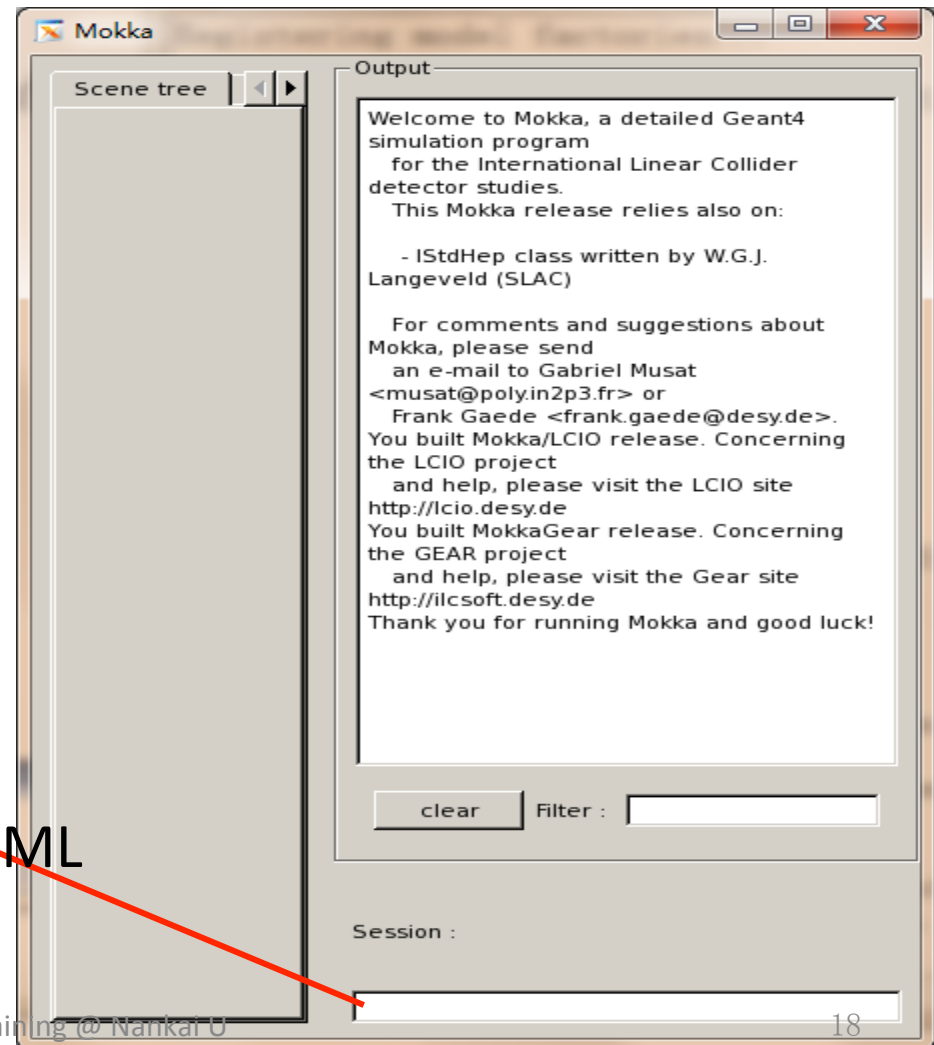 Mokka
Scene tree
Output
Welcome to Mokka, a detailed Geant4
simulation program
for the International Linear Collider
detector studies.
This Mokka release relies also on:
- IStdHep class written by W.G.J.
Langeveld (SLAC)
For comments and suggestions about
Mokka, please send
an e-mail to Gabriel Musat
<musat@poly.in2p3.fr> or
Frank Gaede <frank.gaede@desy.de>.
You built Mokka/LCIO release. Concerning
the LCIO project
and help, please visit the LCIO site
http://lcio.desy.de
You built MokkaGear release. Concerning
the GEAR project
and help, please visit the Gear site
http://ilcsoft.desy.de
Thank you for running Mokka and good luck!
clear Filter :
ML
Session :
ining @ Nankai U
18